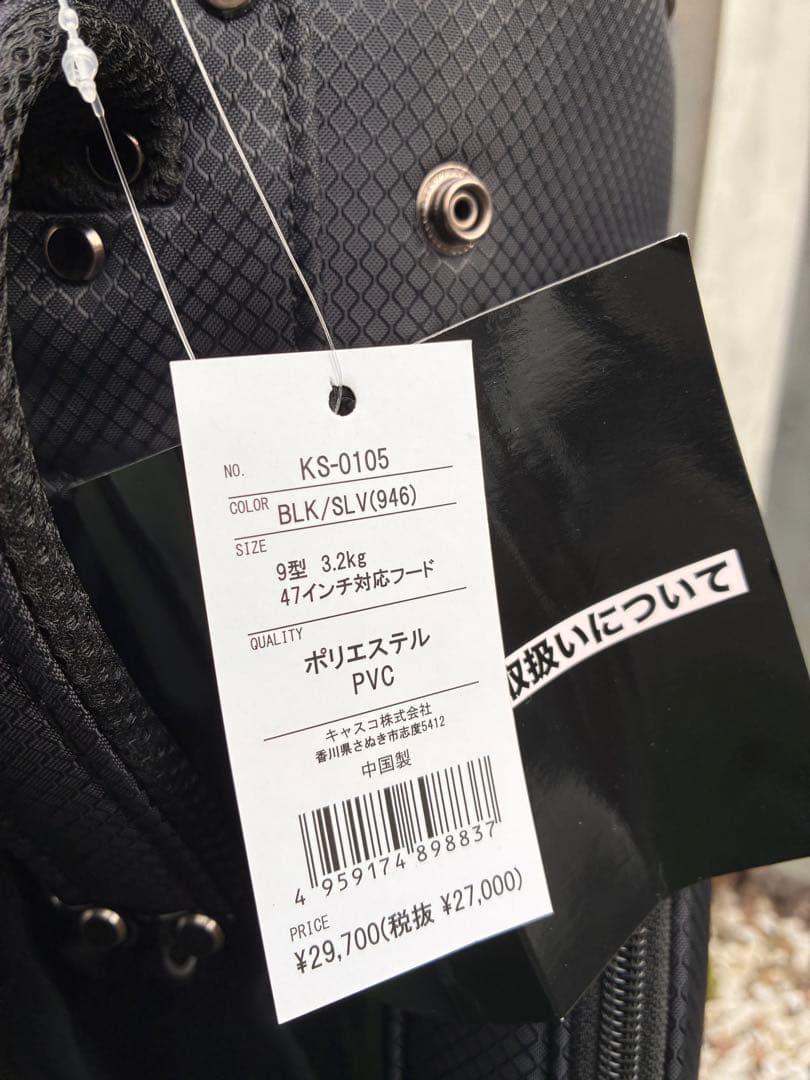 NO. KS-0105
COLOR BLK/SLV(946)
SIZE
9型 3.2kg
47インチ対応フード
QUALITY
ポリエステル
PVC
キャスコ株式会社
香川県さぬき市志度5412
中国製
4 959174 898837
PRICE
¥29,700(税抜 ¥27,000)
取扱いについて